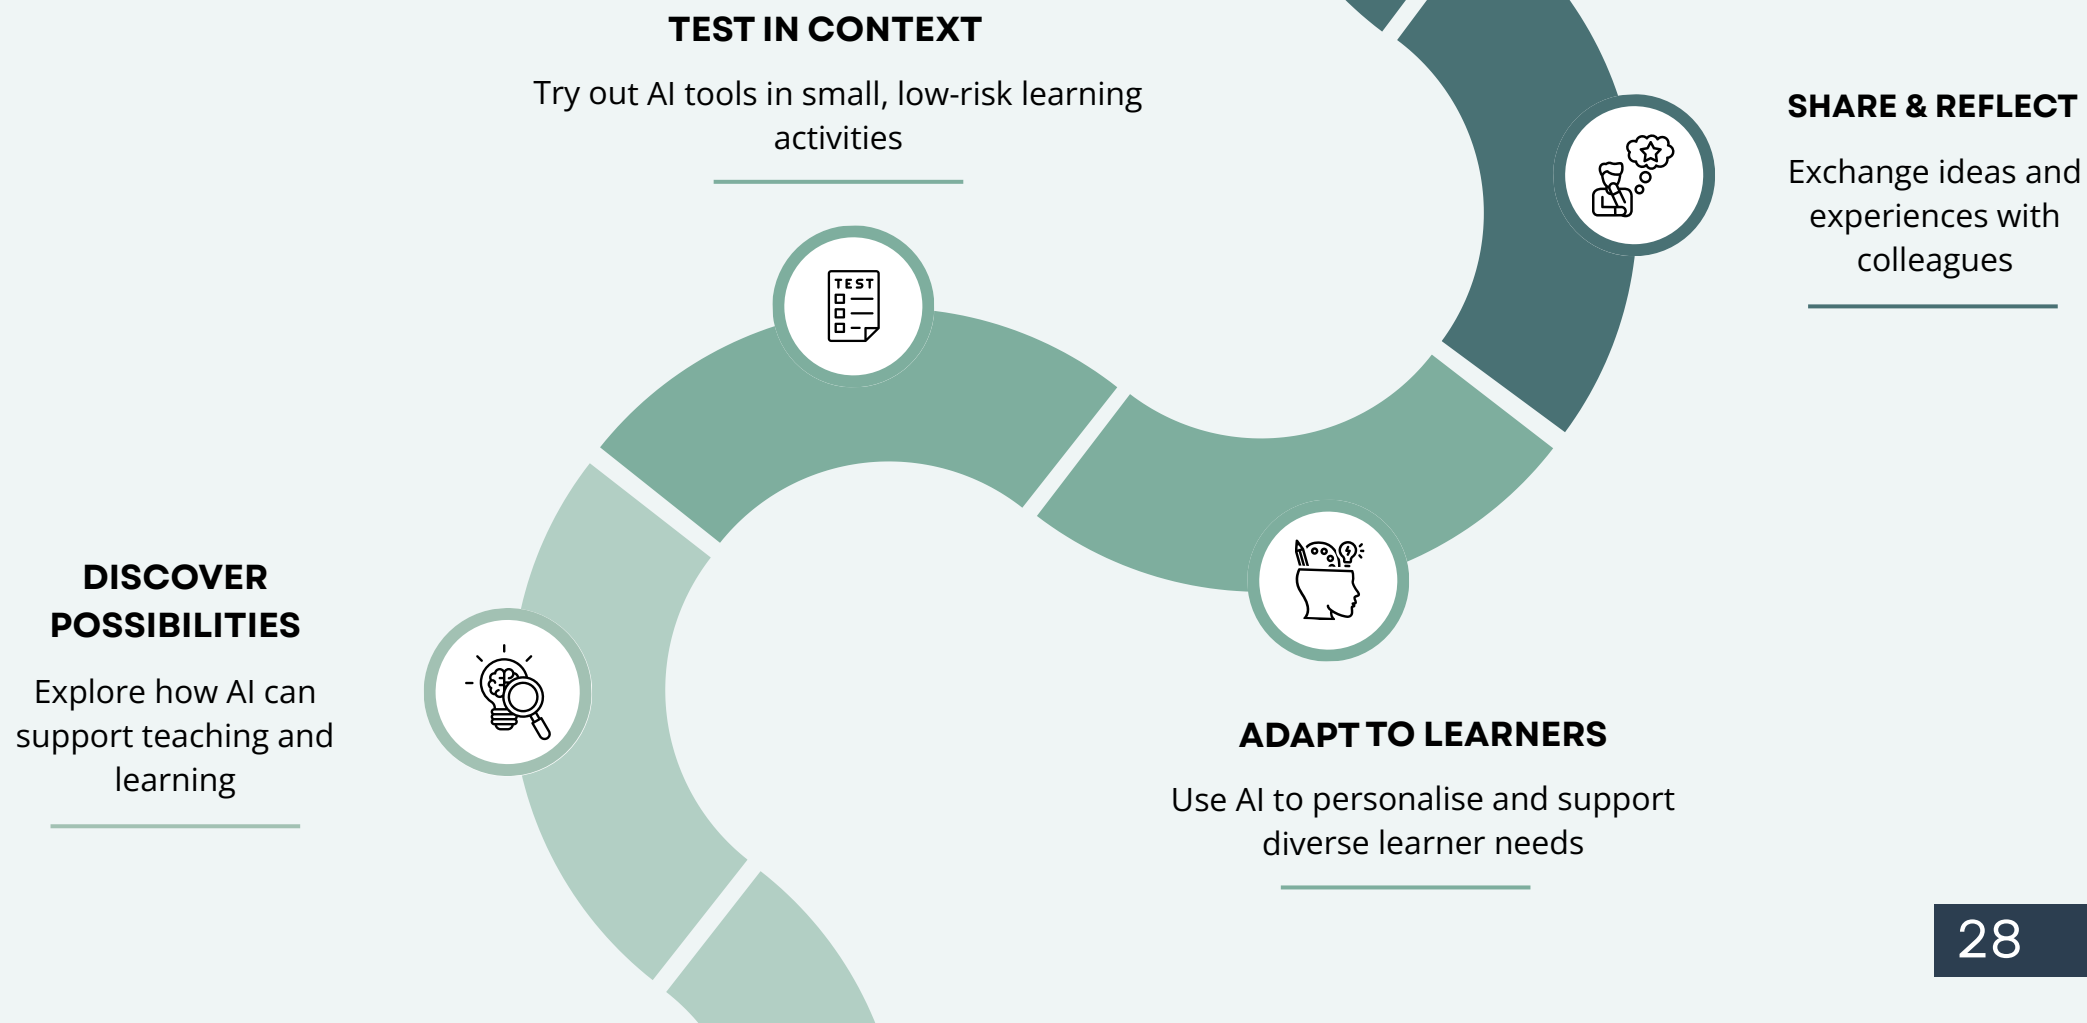 TEST IN CONTEXT
Try out AI tools in small, low-risk learning
activities
SHARE & REFLECT
Exchange ideas and
experiences with
colleagues
TEST
DISCOVER
POSSIBILITIES
Explore how AI can
support teaching and
learning
ADAPT TO LEARNERS
Use AI to personalise and support
diverse learner needs
28